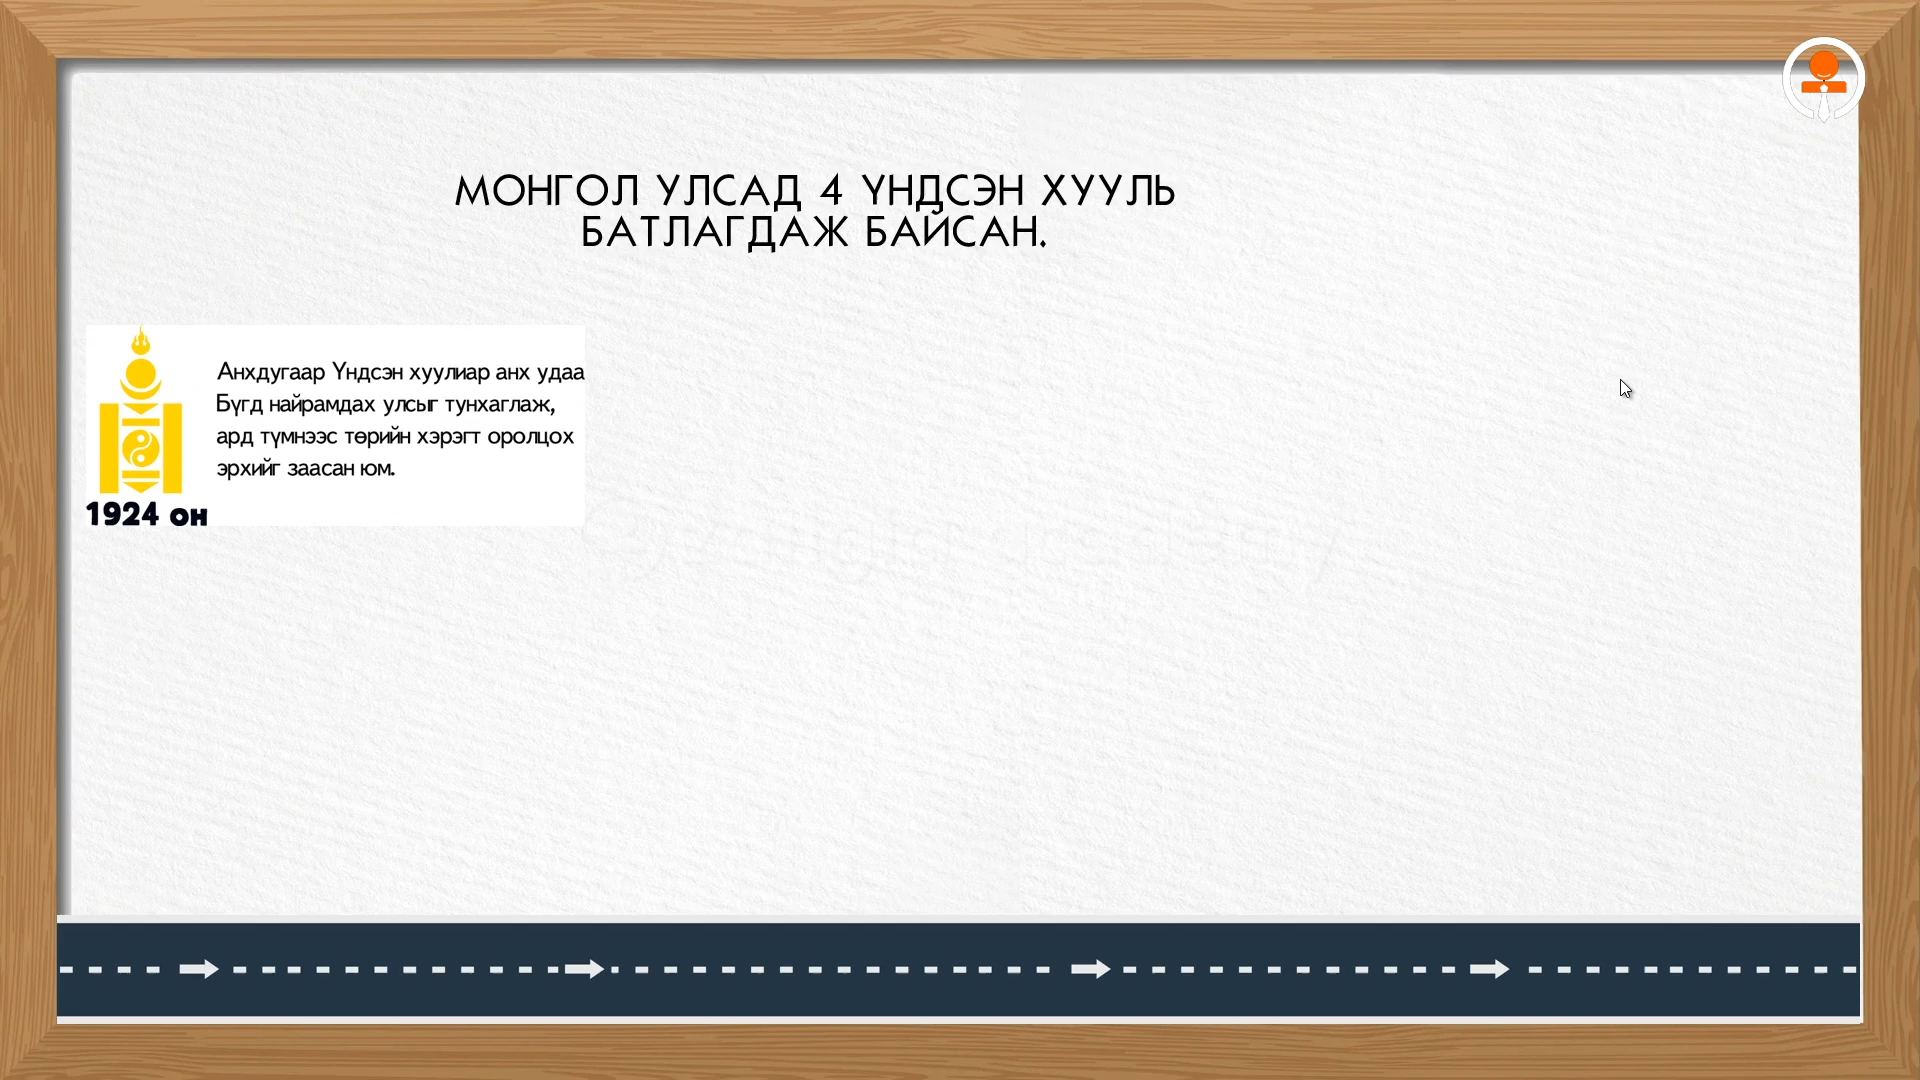 МОНГОЛ УЛСАД 4 ҮНДСЭН ХУУЛЬ
БАТЛАГДАЖ БАЙСАН.
Анхдугаар Үндсэн хуулиар анх удаа
Бүгд найрамдах улсыг тунхаглаж,
ард түмнээс төрийн хэрэгт оролцох
эрхийг заасан юм.
1924 он